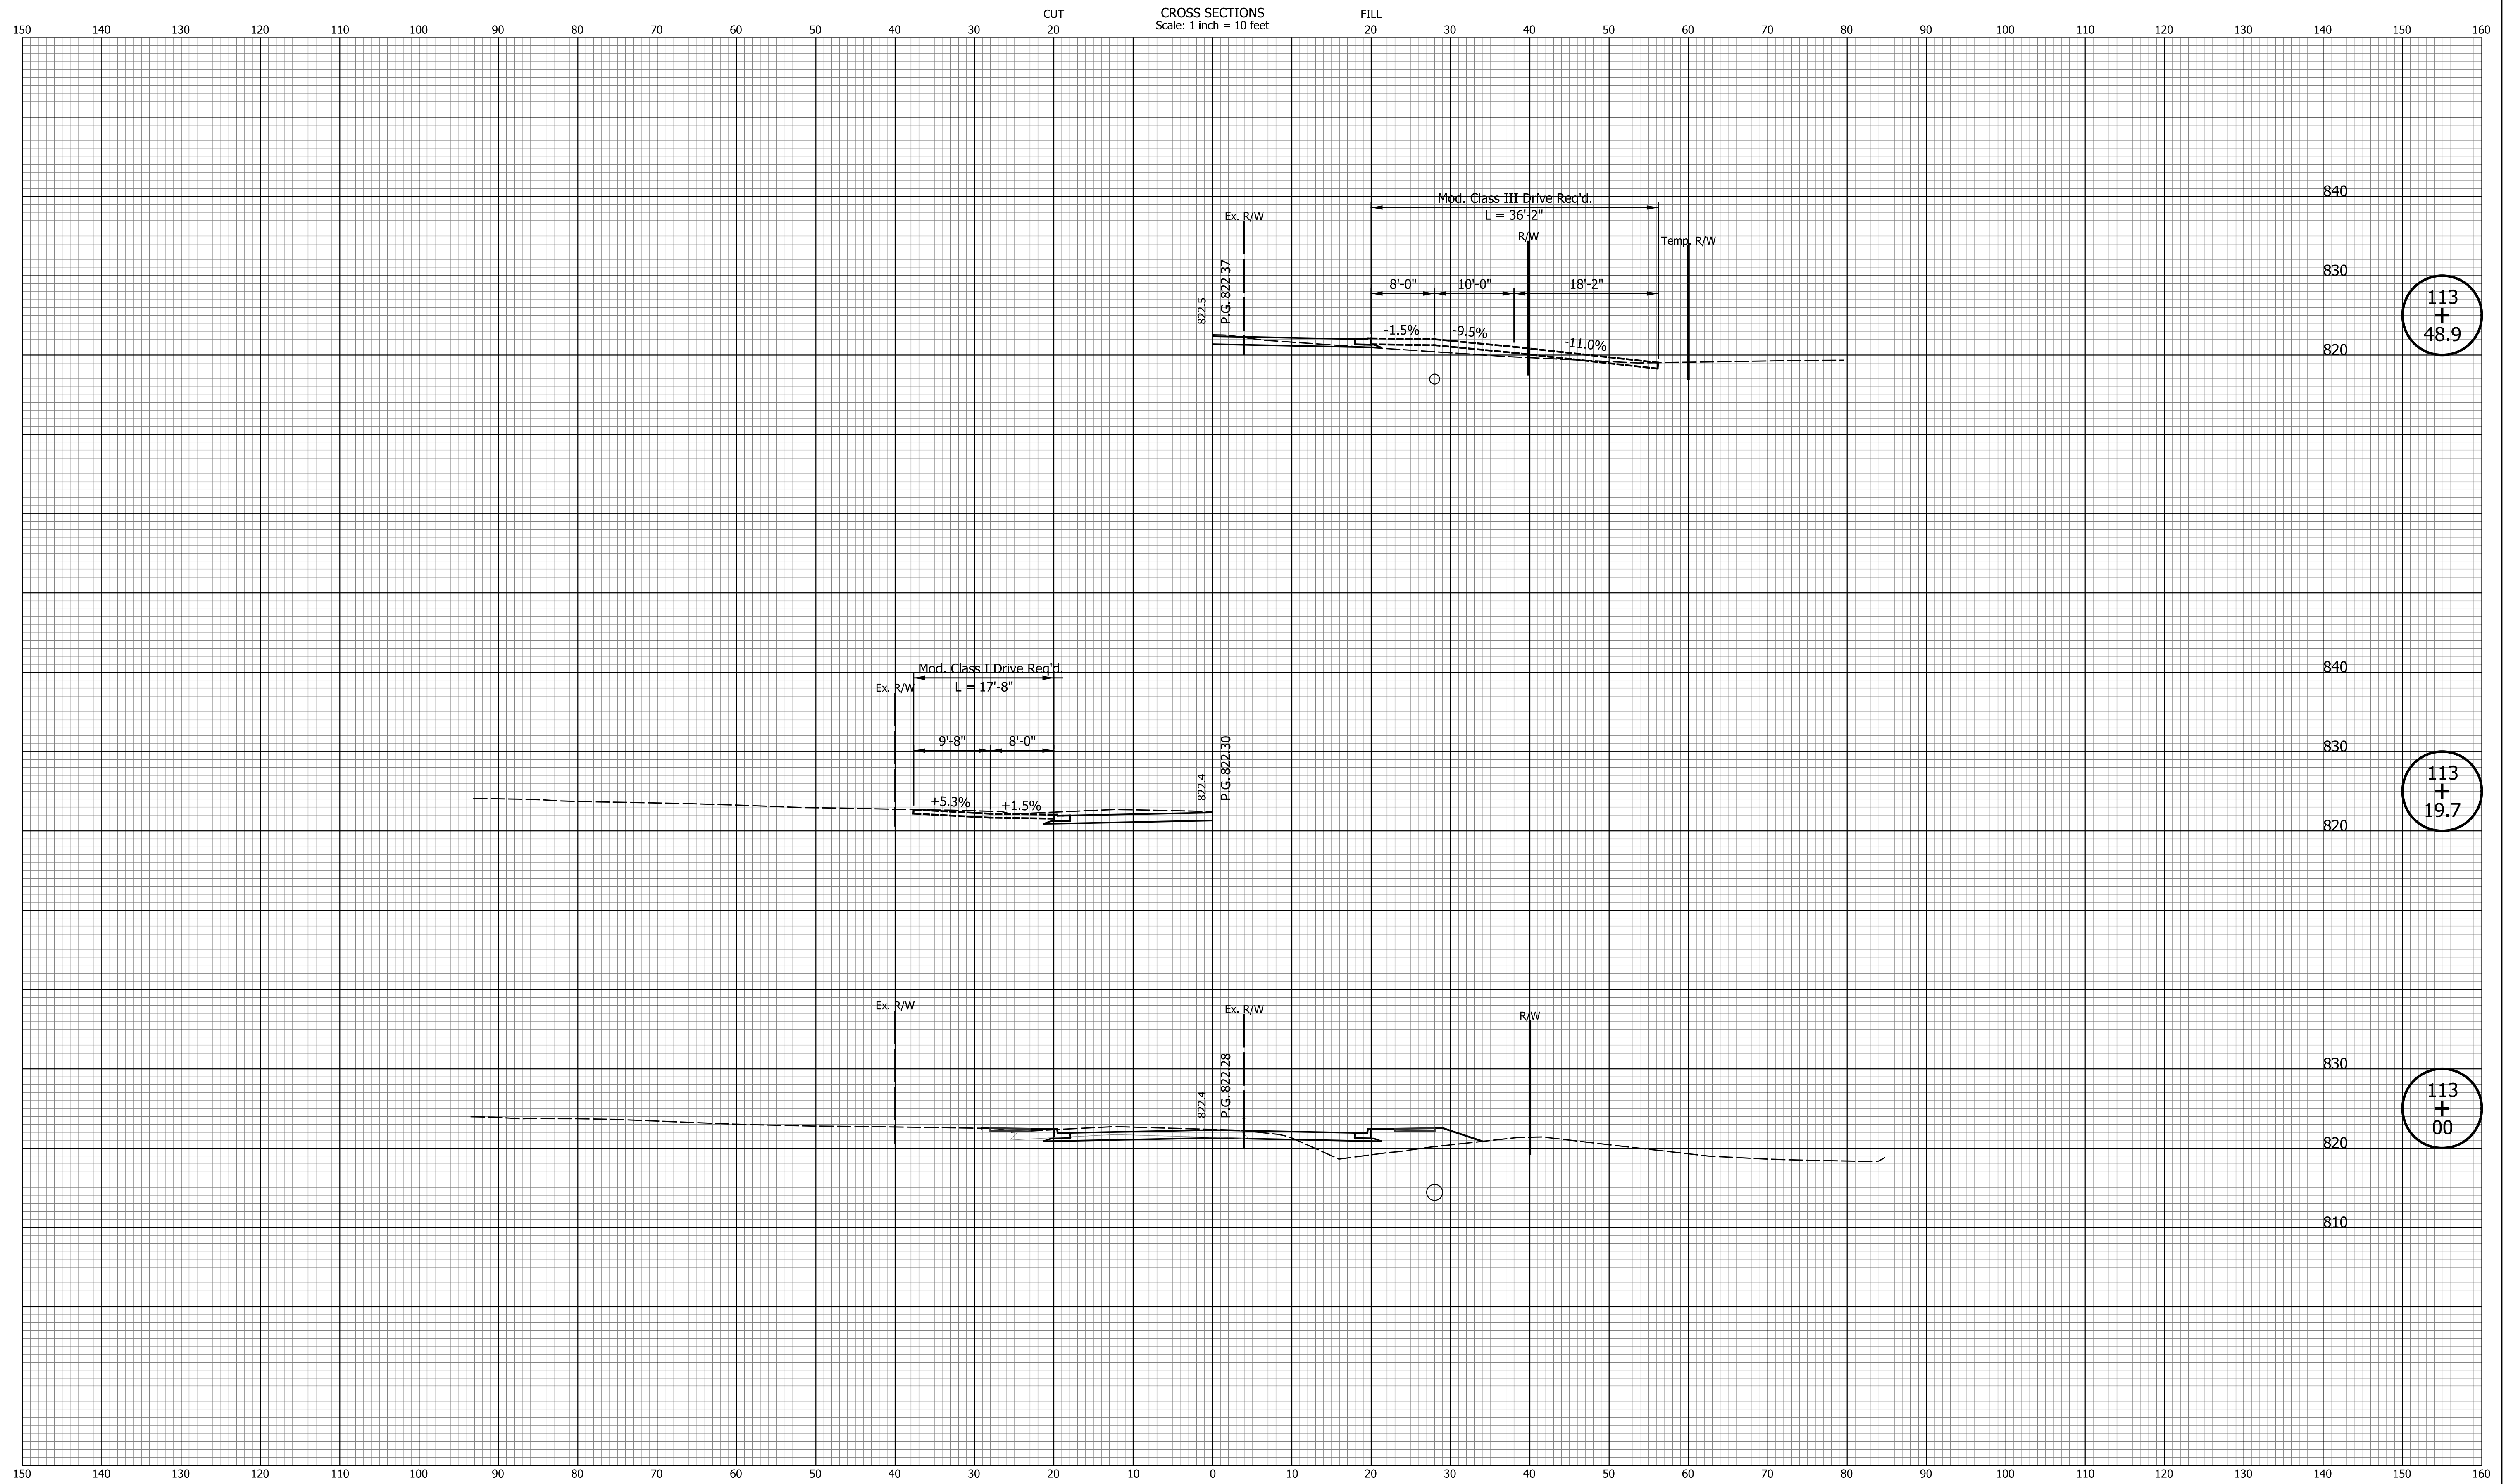 CUT CROSS SECTIONS FILL
Scale: 1 inch = 10 feet
150 140 130 120 110 100 90 80 70 60 50 40 30 20 20 30 40 50 60 70 80 90 100 110 120 130 140 150 160
840
Mod. Class III Drive Req'd.
L = 36'-2"
Ex. R/W
R/W
Temp. R/W
830
8'-0" 10'-0" 18'-2"
822.5
P.G. 822.37
-1.5% -9.5% -11.0%
820
113
+
48.9
840
Mod. Class I Drive Req'd.
L = 17'-8"
Ex. R/W
830
9'-8" 8'-0"
822.4
P.G. 822.30
+5.3% +1.5%
820
113
+
19.7
Ex. R/W
Ex. R/W
R/W
830
822.4
P.G. 822.28
820
113
+
00
810
150 140 130 120 110 100 90 80 70 60 50 40 30 20 10 0 10 20 30 40 50 60 70 80 90 100 110 120 130 140 150 160